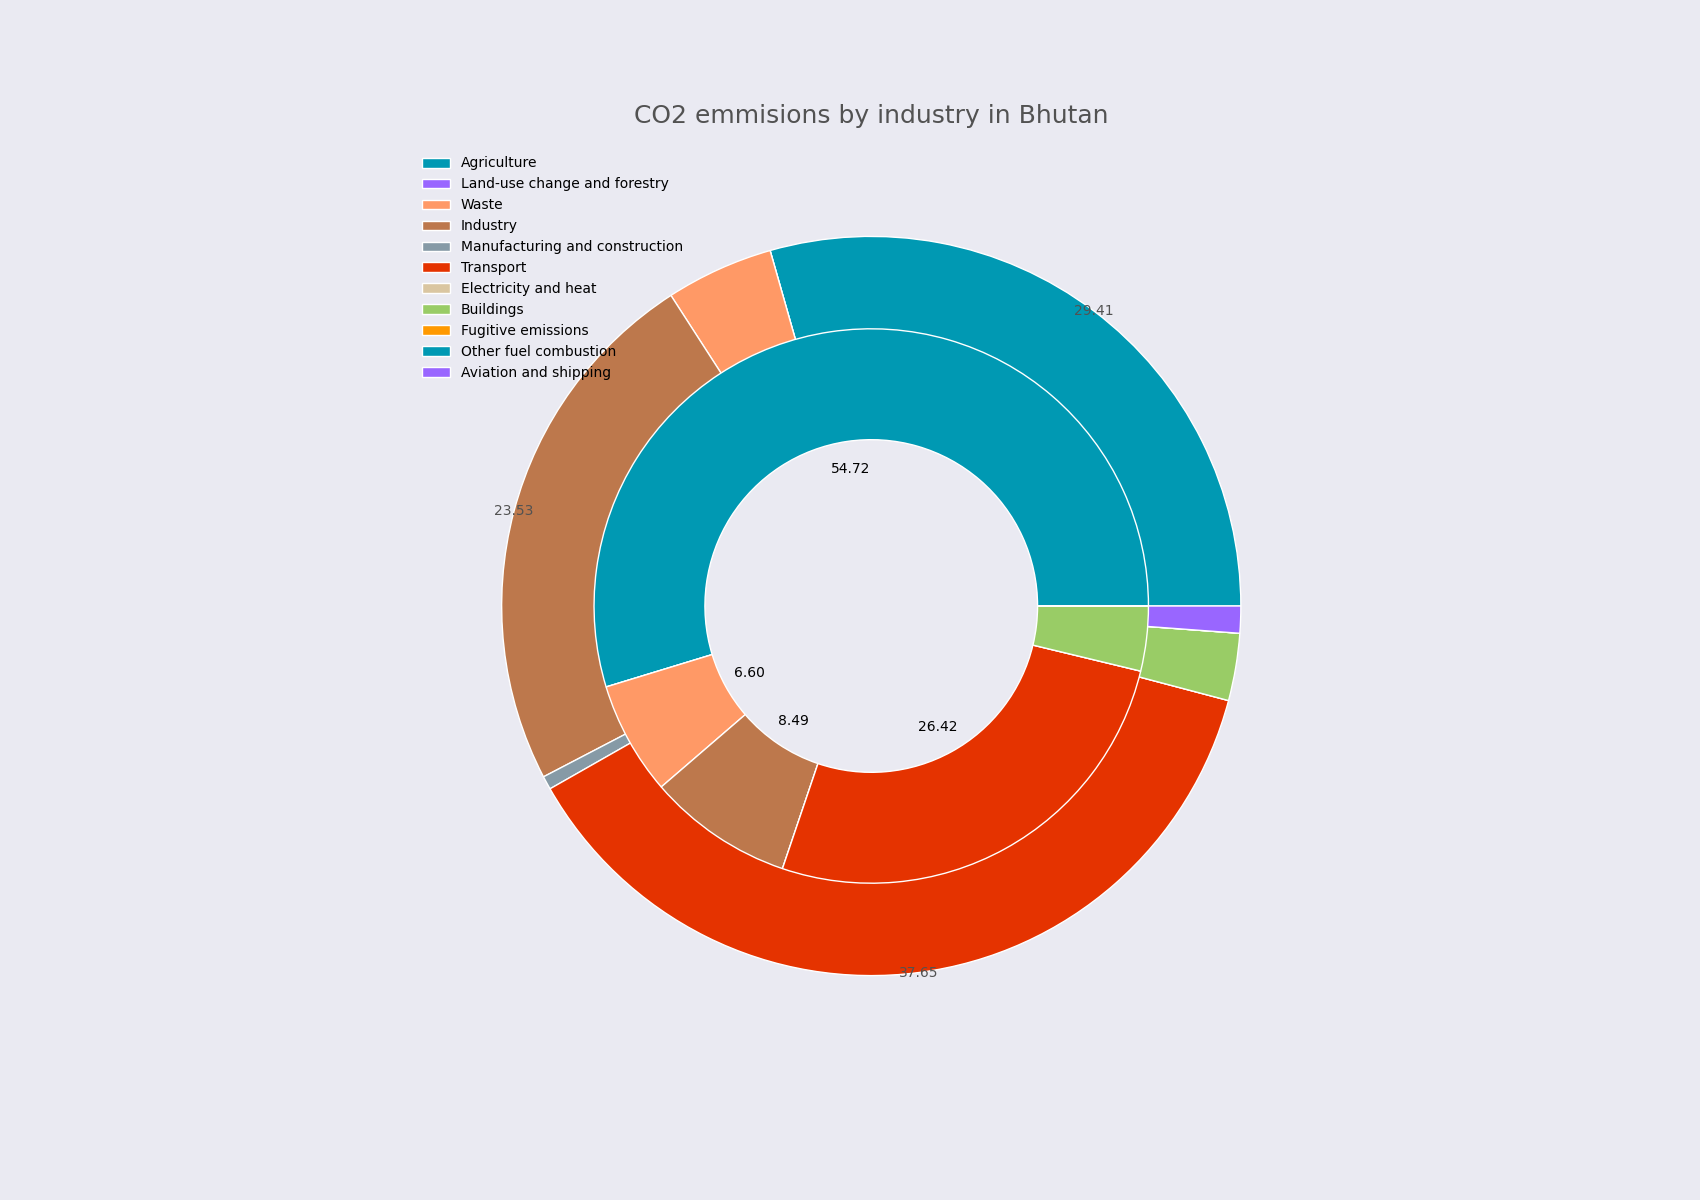 CO2 emmisions by industry in Bhutan
Agriculture
Land-use change and forestry
Waste
Industry
Manufacturing and construction
Transport
Electricity and heat
Buildings
Fugitive emissions
Other fuel combustion
Aviation and shipping
29.41
54.72
23.53
6.60
8.49
26.42
37.65